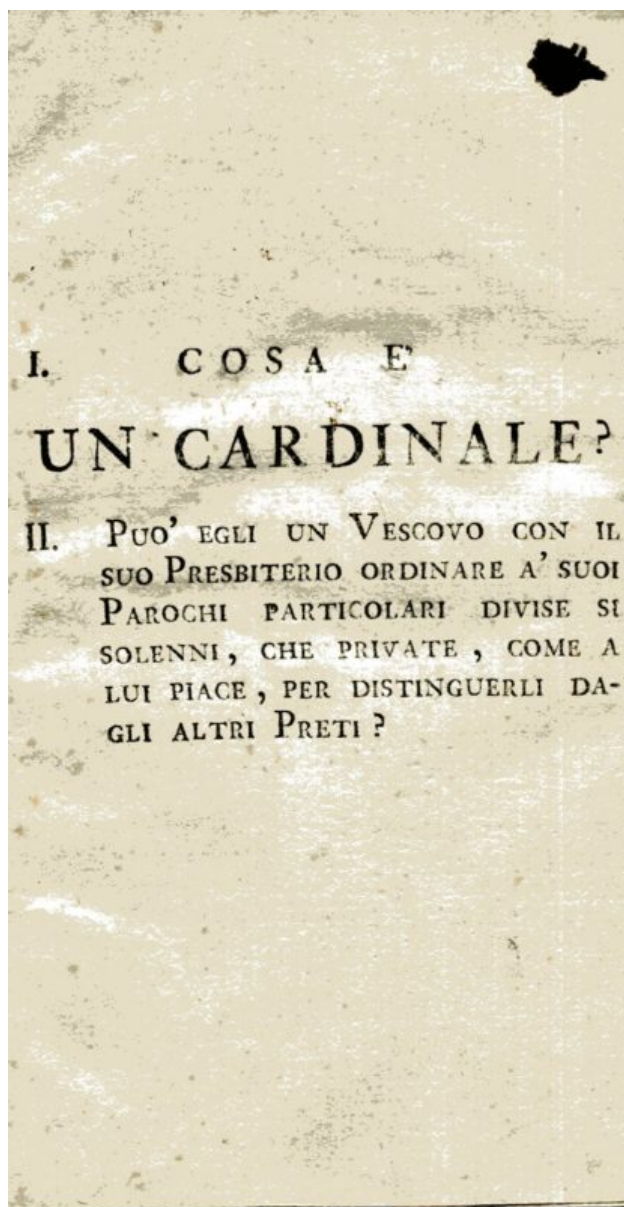 I. COSA E'
UN CARDINALE?
II. PUO' EGLI UN VESCOVO CON IL
SUO PRESBITERIO ORDINARE A' SUOI
PAROCHI PARTICOLARI DIVISE SI
SOLENNI, CHE PRIVATE, COME A
LUI PIACE, PER DISTINGUERLI DA-
GLI ALTRI PRETI?